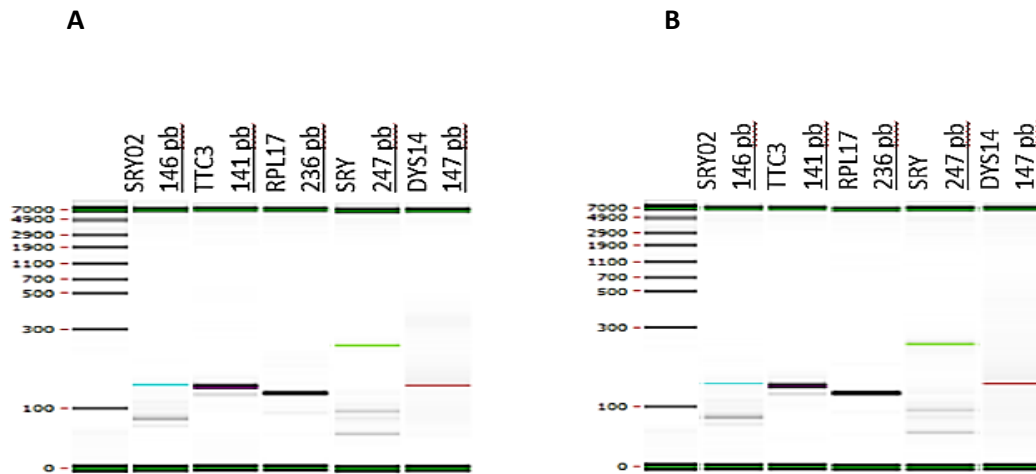 A
SRY02
146 pb
TTC3
141 pb
RPL17
236 pb
SRY
247 pb
DYS14
147 pb
7000
4900
2900
1900
1100
700
500
300
100
0
B
SRY02
146 pb
TTC3
141 pb
RPL17
236 pb
SRY
247 pb
DYS14
147 pb
7000
4900
2900
1900
1100
700
500
300
100
0